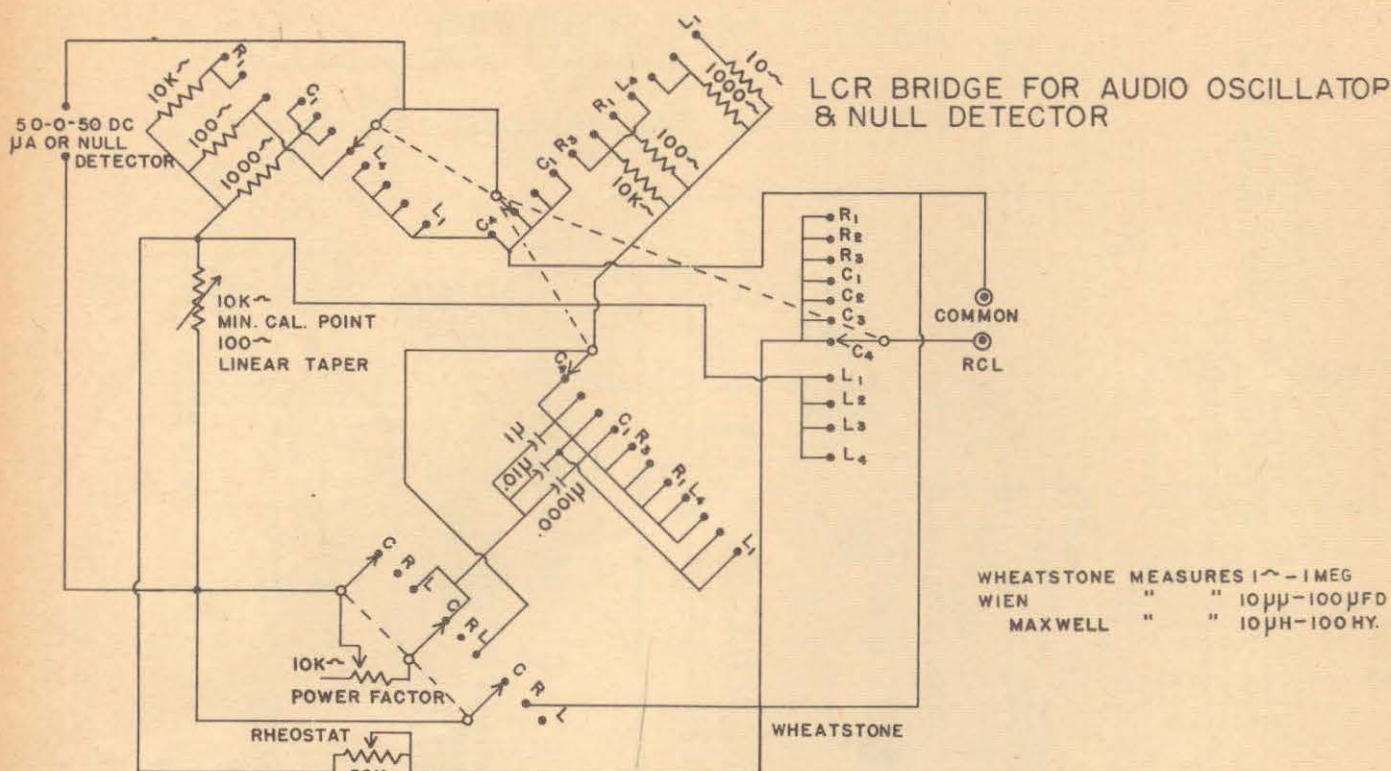 LCR BRIDGE FOR AUDIO OSCILLATOR
& NULL DETECTOR
50-0-50 DC
µA OR NULL
DETECTOR
10K~
R1
100~
1000~
C1
L4
L1
C4
C1
R3
R1
L4
L1
10~
1000~
100~
10K~
10K~
MIN. CAL. POINT
100~
LINEAR TAPER
R1
R2
R3
C1
C2
C3
C4
L1
L2
L3
L4
COMMON
RCL
C4
C1
R3
R1
L4
L1
.1µ
.01µ
.0001µ
C R L
C R L
C R L
10K~
POWER FACTOR
RHEOSTAT
WHEATSTONE
WHEATSTONE MEASURES 1~ - 1 MEG
WIEN " " 10µµ-100µFD
MAXWELL " " 10µH-100HY.